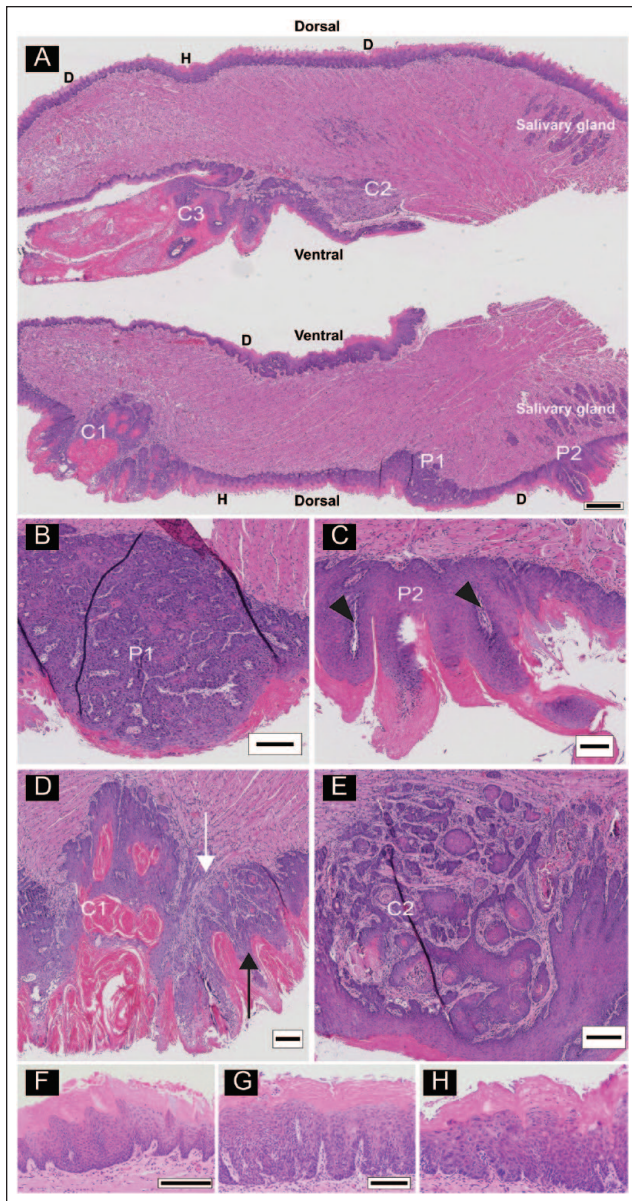 Dorsal
A
D
H
D
Salivary gland
C2
C3
Ventral
Ventral
D
Salivary gland
C1
P1
P2
H
Dorsal
D
B
P1
C
P2
D
C1
E
C2
F
G
H